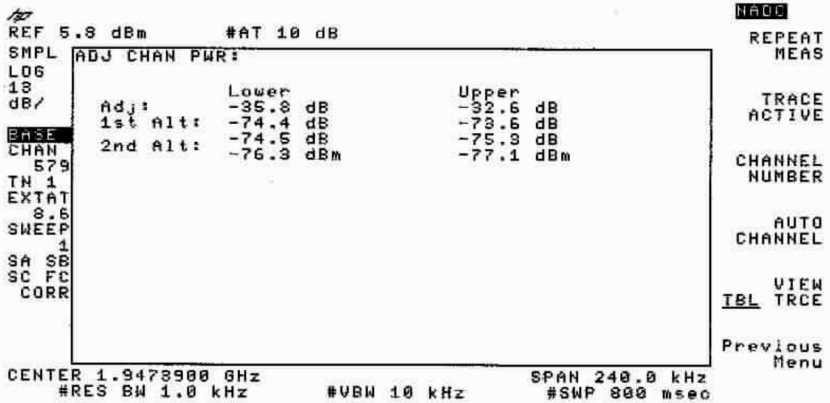 hp
REF 5.8 dBm #AT 10 dB
SMPL
LOG
10
dB/
BASE
CHAN
579
TN 1
EXTAT
8.6
SWEEP
1
SA SB
SC FC
CORR
ADJ CHAN PWR:
Lower Upper
Adj: -35.8 dB -32.6 dB
1st Alt: -74.4 dB -73.6 dB
2nd Alt: -74.5 dB -75.3 dB
-76.3 dBm -77.1 dBm
CENTER 1.9473900 GHz SPAN 240.0 kHz
#RES BW 1.0 kHz #VBW 10 kHz #SWP 800 msec
NADC
REPEAT
MEAS
TRACE
ACTIVE
CHANNEL
NUMBER
AUTO
CHANNEL
VIEW
TBL TRCE
Previous
Menu